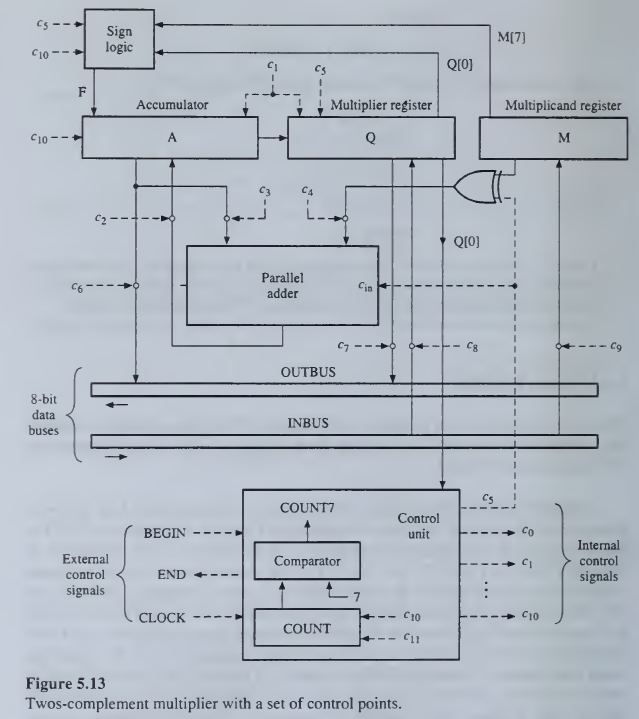 c5
Sign
logic
c10
M[7]
Q[0]
c1
c5
F
Accumulator
Multiplier register
Multiplicand register
c10
A
Q
M
c2
c3
c4
Q[0]
Parallel
adder
cin
c6
c7
c8
c9
OUTBUS
8-bit
data
buses
INBUS
COUNT7
Control
unit
c5
BEGIN
c0
External
control
signals
Comparator
c1
Internal
control
signals
END
7
⋮
CLOCK
COUNT
c10
c11
c10
Figure 5.13
Twos-complement multiplier with a set of control points.